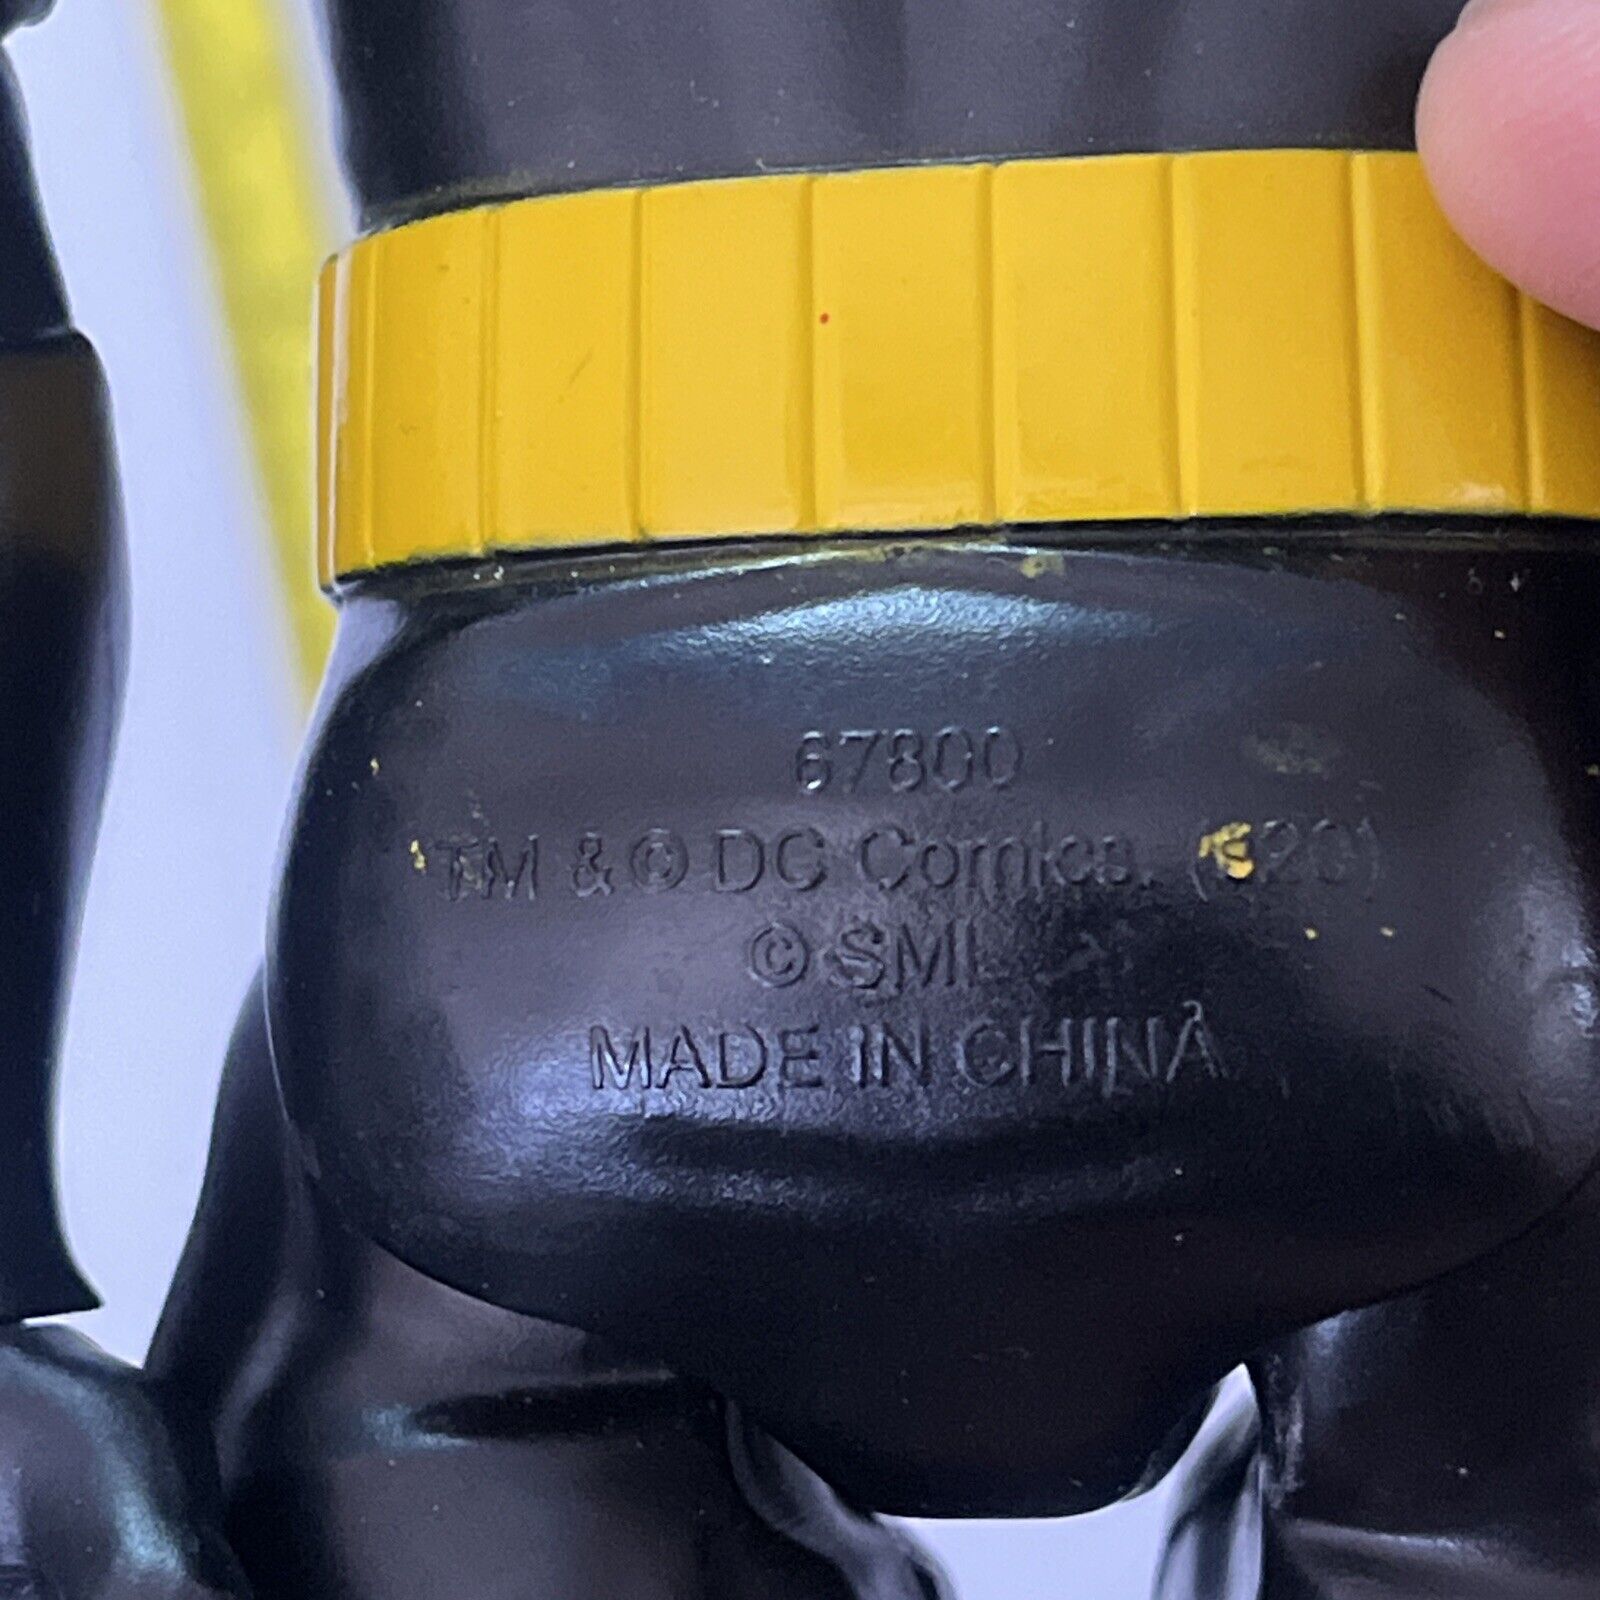 67800
TM & © DC Comics.
© SML
MADE IN CHINA